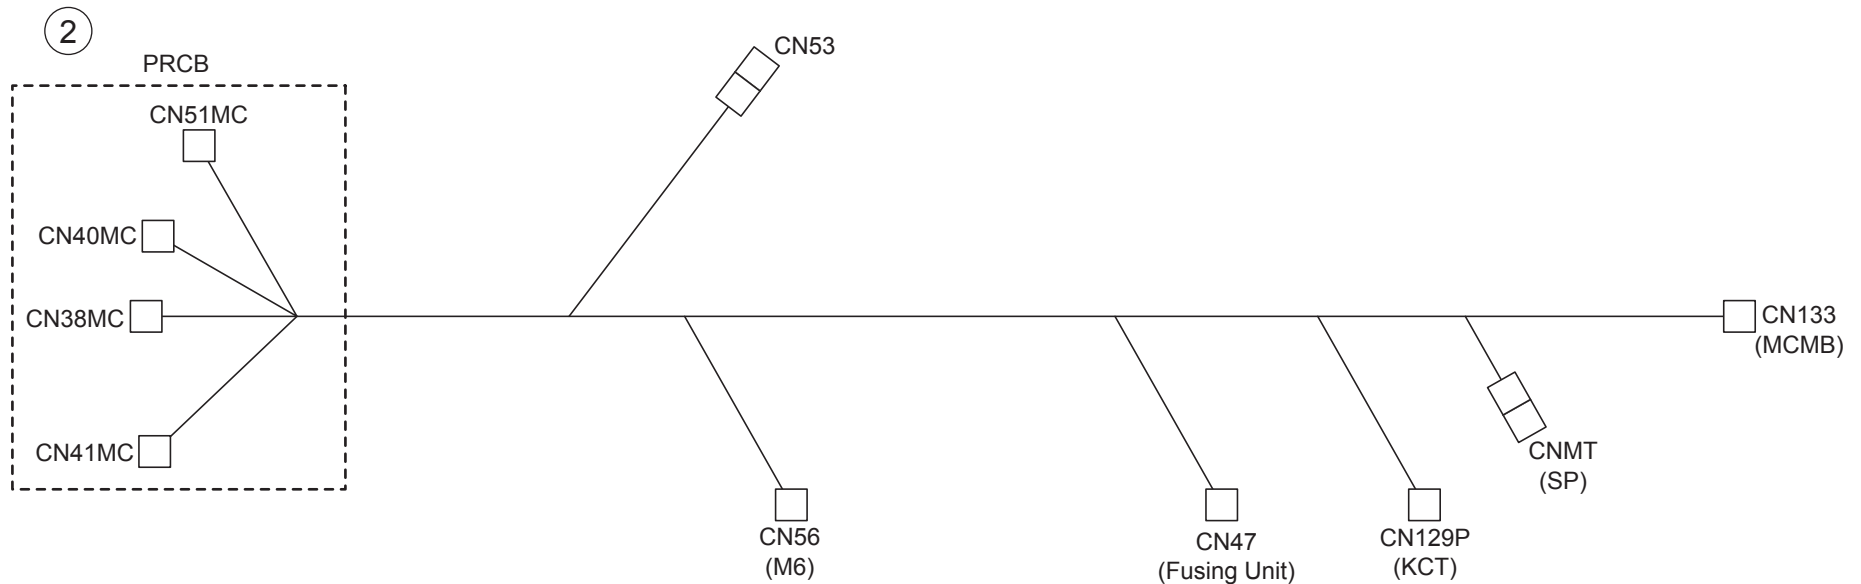 2
PRCB
CN51MC
CN40MC
CN38MC
CN41MC
CN53
CN56
(M6)
CN47
(Fusing Unit)
CN129P
(KCT)
CNMT
(SP)
CN133
(MCMB)